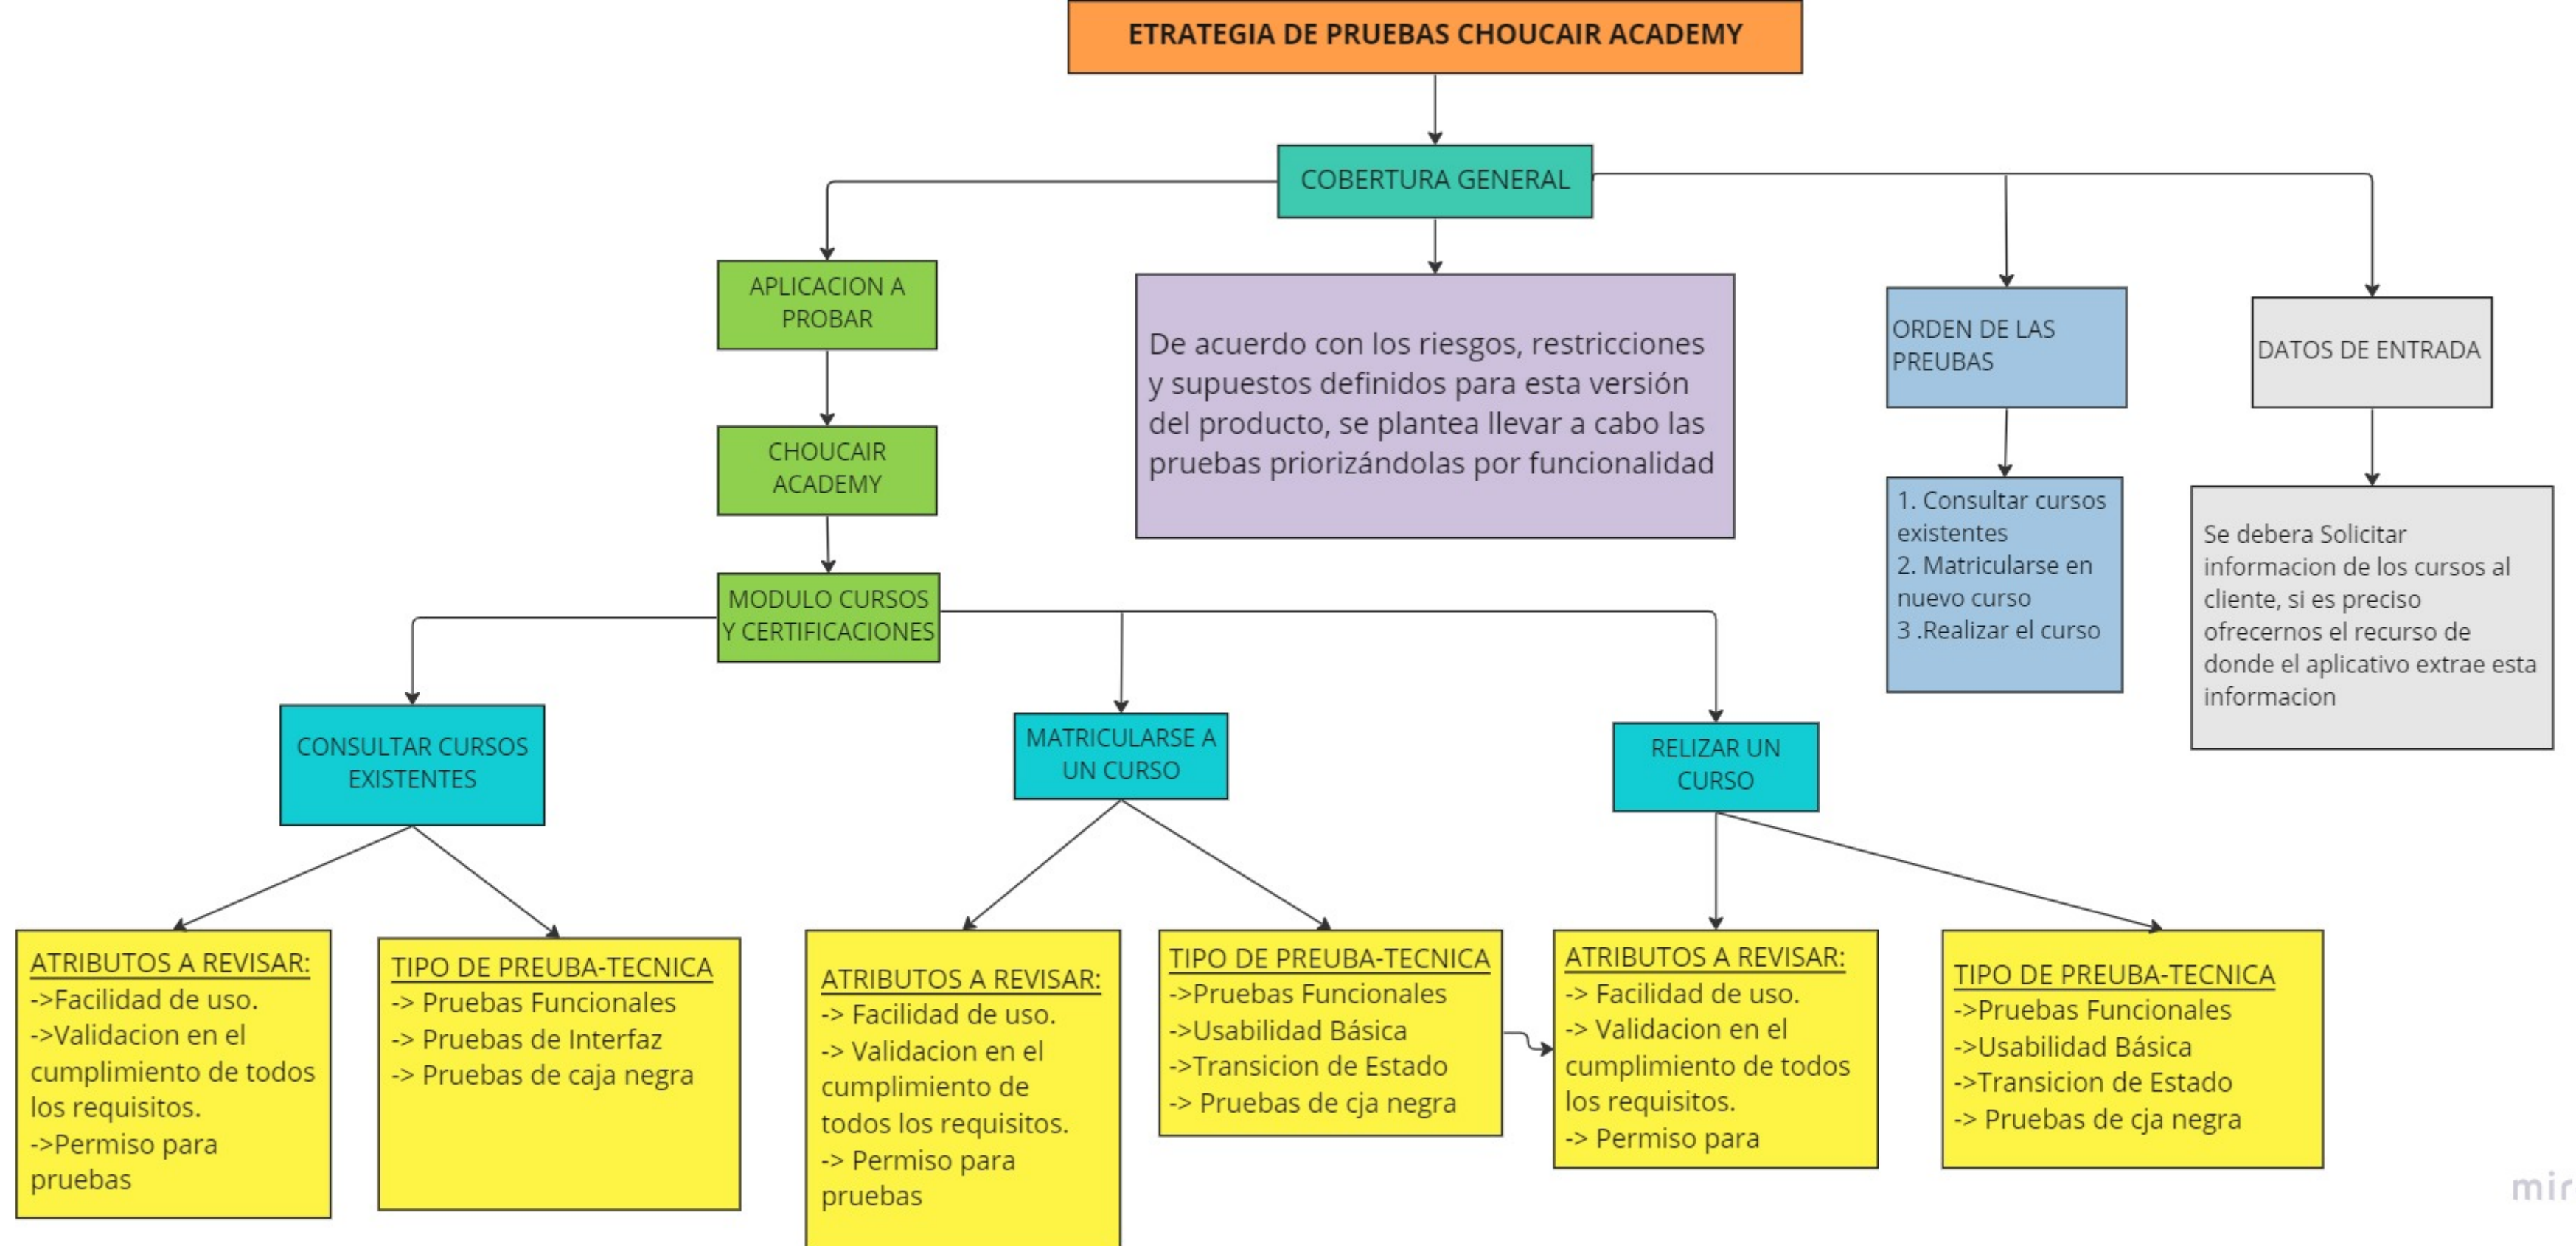 ETRATEGIA DE PRUEBAS CHOUCAIR ACADEMY
COBERTURA GENERAL
APLICACION A
PROBAR
CHOUCAIR
ACADEMY
MODULO CURSOS
Y CERTIFICACIONES
De acuerdo con los riesgos, restricciones
y supuestos definidos para esta versión
del producto, se plantea llevar a cabo las
pruebas priorizándolas por funcionalidad
ORDEN DE LAS
PREUBAS
1. Consultar cursos
existentes
2. Matricularse en
nuevo curso
3 .Realizar el curso
DATOS DE ENTRADA
Se debera Solicitar
informacion de los cursos al
cliente, si es preciso
ofrecernos el recurso de
donde el aplicativo extrae esta
informacion
CONSULTAR CURSOS
EXISTENTES
MATRICULARSE A
UN CURSO
RELIZAR UN
CURSO
ATRIBUTOS A REVISAR:
->Facilidad de uso.
->Validacion en el
cumplimiento de todos
los requisitos.
->Permiso para
pruebas
TIPO DE PREUBA-TECNICA
-> Pruebas Funcionales
-> Pruebas de Interfaz
-> Pruebas de caja negra
ATRIBUTOS A REVISAR:
-> Facilidad de uso.
-> Validacion en el
cumplimiento de
todos los requisitos.
-> Permiso para
pruebas
TIPO DE PREUBA-TECNICA
->Pruebas Funcionales
->Usabilidad Básica
->Transicion de Estado
-> Pruebas de cja negra
ATRIBUTOS A REVISAR:
-> Facilidad de uso.
-> Validacion en el
cumplimiento de todos
los requisitos.
-> Permiso para
TIPO DE PREUBA-TECNICA
->Pruebas Funcionales
->Usabilidad Básica
->Transicion de Estado
-> Pruebas de cja negra
mir